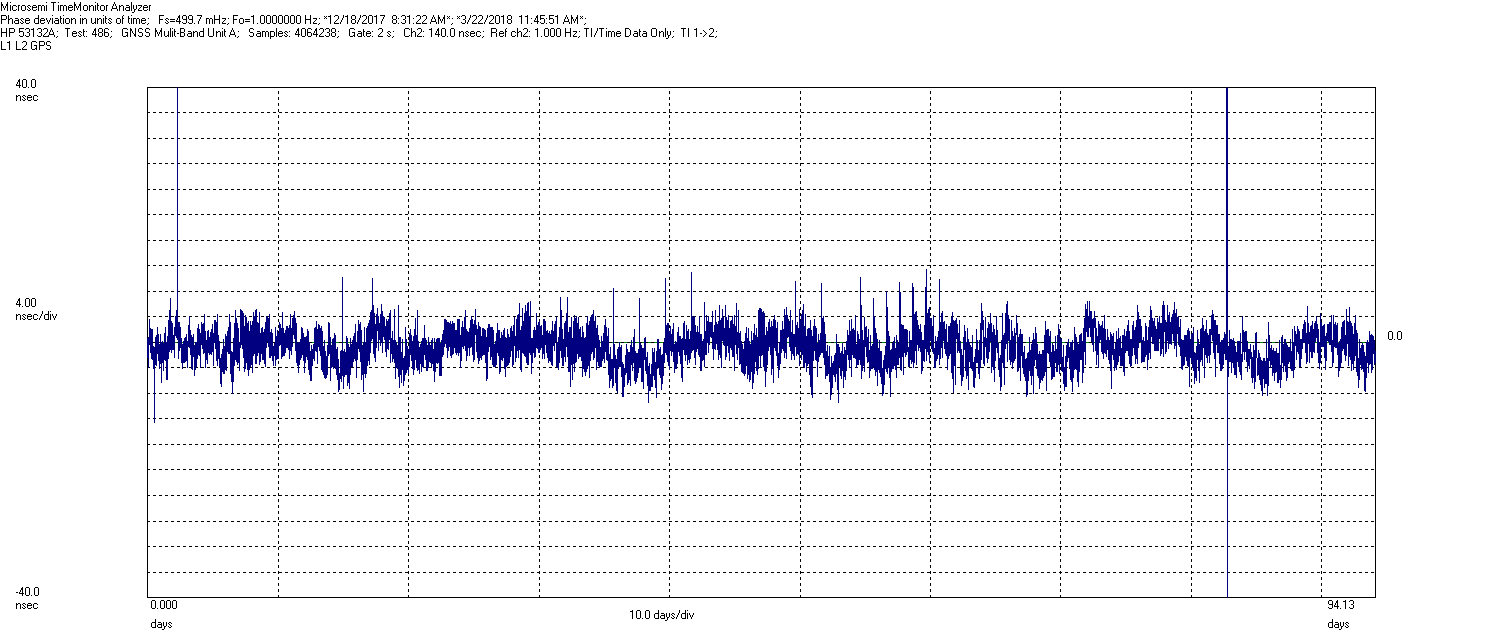 Microsemi TimeMonitor Analyzer
Phase deviation in units of time; Fs=499.7 mHz; Fo=1.0000000 Hz; *12/18/2017 8:31:22 AM*; *3/22/2018 11:45:51 AM*;
HP 53132A; Test: 486; GNSS Mulit-Band Unit A; Samples: 4064238; Gate: 2 s; Ch2: 140.0 nsec; Ref ch2: 1.000 Hz; TI/Time Data Only; TI 1->2;
L1 L2 GPS
40.0
nsec
4.00
nsec/div
0.0
-40.0
nsec
0.000
days
10.0 days/div
94.13
days